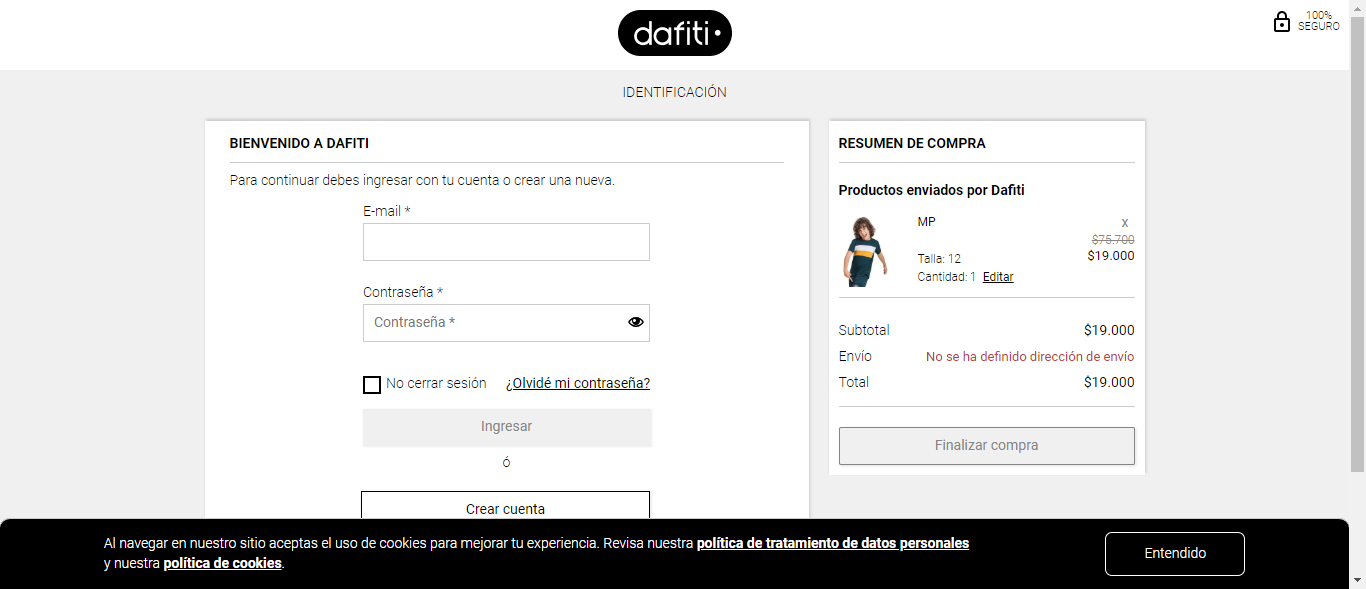 dafiti
100%
SEGURO
IDENTIFICACIÓN
BIENVENIDO A DAFITI
Para continuar debes ingresar con tu cuenta o crear una nueva.
E-mail *
Contraseña *
Contraseña *
No cerrar sesión ¿Olvidé mi contraseña?
Ingresar
ó
Crear cuenta
RESUMEN DE COMPRA
Productos enviados por Dafiti
MP X
$75.700
$19.000
Talla: 12
Cantidad: 1 Editar
Subtotal $19.000
Envío No se ha definido dirección de envío
Total $19.000
Finalizar compra
Al navegar en nuestro sitio aceptas el uso de cookies para mejorar tu experiencia. Revisa nuestra política de tratamiento de datos personales
y nuestra política de cookies.
Entendido